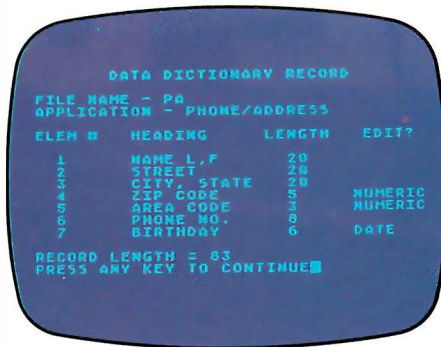 DATA DICTIONARY RECORD
FILE NAME - PA
APPLICATION - PHONE/ADDRESS
ELEM # HEADING LENGTH EDIT?
1 NAME L,F 20
2 STREET 20
3 CITY, STATE 20
4 ZIP CODE 5 NUMERIC
5 AREA CODE 3 NUMERIC
6 PHONE NO. 8
7 BIRTHDAY 6 DATE
RECORD LENGTH = 83
PRESS ANY KEY TO CONTINUE